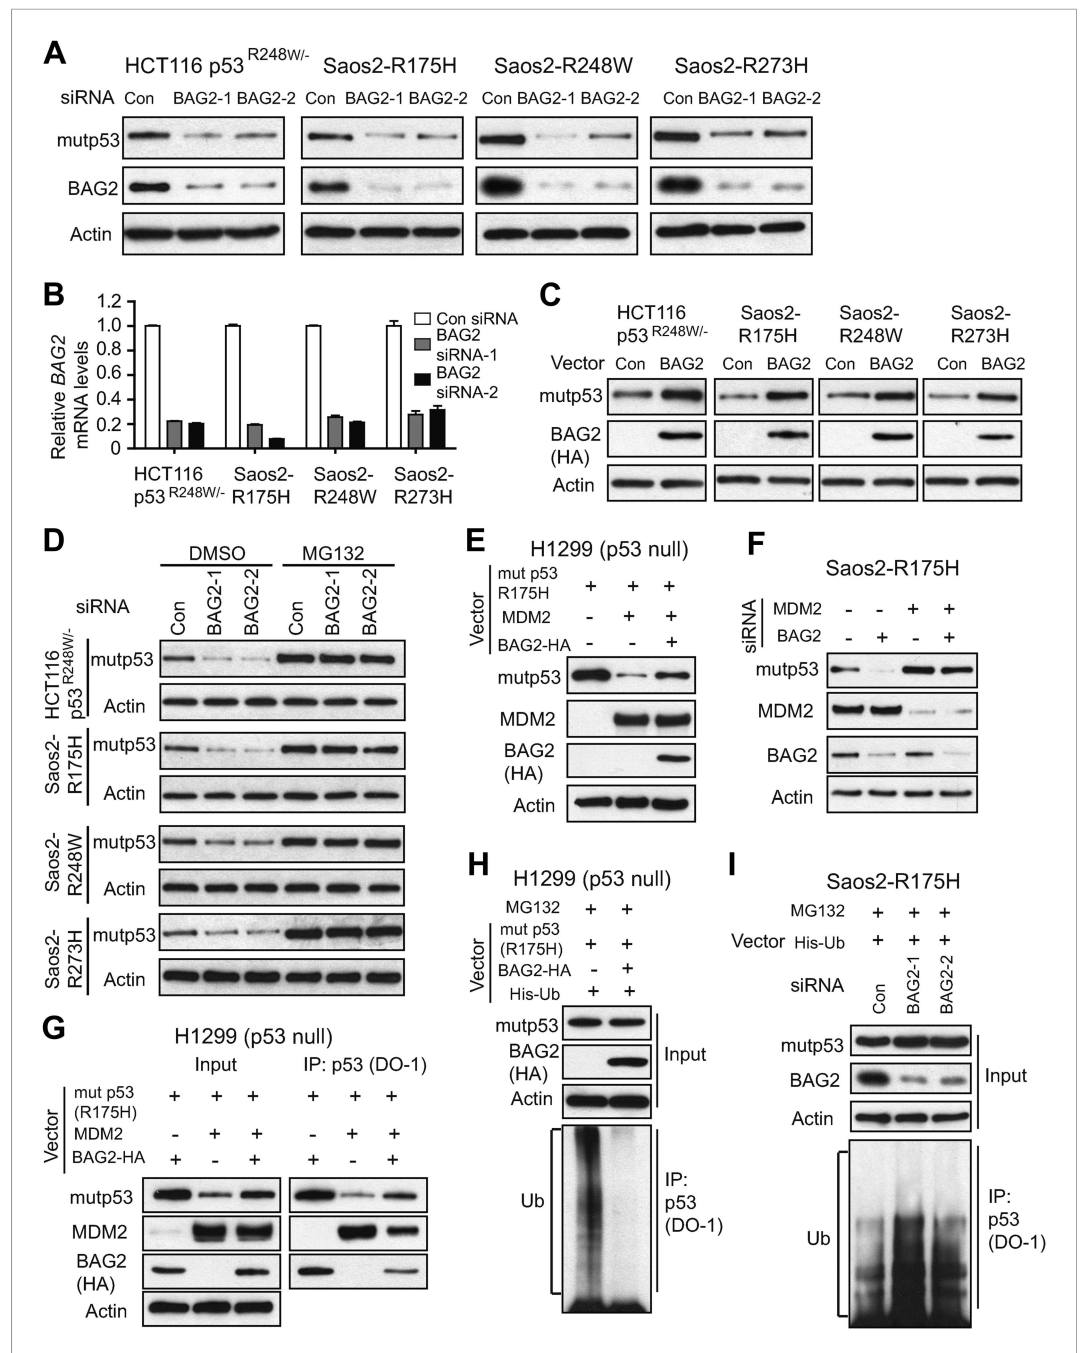 A
HCT116 p53 R248W/- Saos2-R175H Saos2-R248W Saos2-R273H
siRNA Con BAG2-1 BAG2-2 Con BAG2-1 BAG2-2 Con BAG2-1 BAG2-2 Con BAG2-1 BAG2-2
mutp53
BAG2
Actin
B
Relative BAG2
mRNA levels
1.2
1.0
0.8
0.6
0.4
0.2
0
Con siRNA
BAG2
siRNA-1
BAG2
siRNA-2
HCT116 Saos2- Saos2- Saos2-
p53 R248W/- R175H R248W R273H
C
HCT116 Saos2- Saos2- Saos2-
p53 R248W/- R175H R248W R273H
Vector Con BAG2 Con BAG2 Con BAG2 Con BAG2
mutp53
BAG2
(HA)
Actin
D
DMSO MG132
siRNA Con BAG2-1 BAG2-2 Con BAG2-1 BAG2-2
HCT116
p53 R248W/-
mutp53
Actin
Saos2-
R175H
mutp53
Actin
Saos2-
R248W
mutp53
Actin
Saos2-
R273H
mutp53
Actin
E
H1299 (p53 null)
Vector
mut p53
R175H + + +
MDM2 - + +
BAG2-HA - - +
mutp53
MDM2
BAG2
(HA)
Actin
F
Saos2-R175H
siRNA
MDM2 - - + +
BAG2 - + - +
mutp53
MDM2
BAG2
Actin
G
H1299 (p53 null)
Input IP: p53 (DO-1)
Vector
mut p53
(R175H) + + + + + +
MDM2 - + + - + +
BAG2-HA + - + + - +
mutp53
MDM2
BAG2
(HA)
Actin
H
H1299 (p53 null)
MG132 + +
Vector
mut p53
(R175H) + +
BAG2-HA - +
His-Ub + +
mutp53
BAG2
(HA)
Actin
Input
Ub
IP:
p53
(DO-1)
I
Saos2-R175H
MG132 + + +
Vector His-Ub + + +
siRNA Con BAG2-1 BAG2-2
mutp53
BAG2
Actin
Input
Ub
IP:
p53
(DO-1)